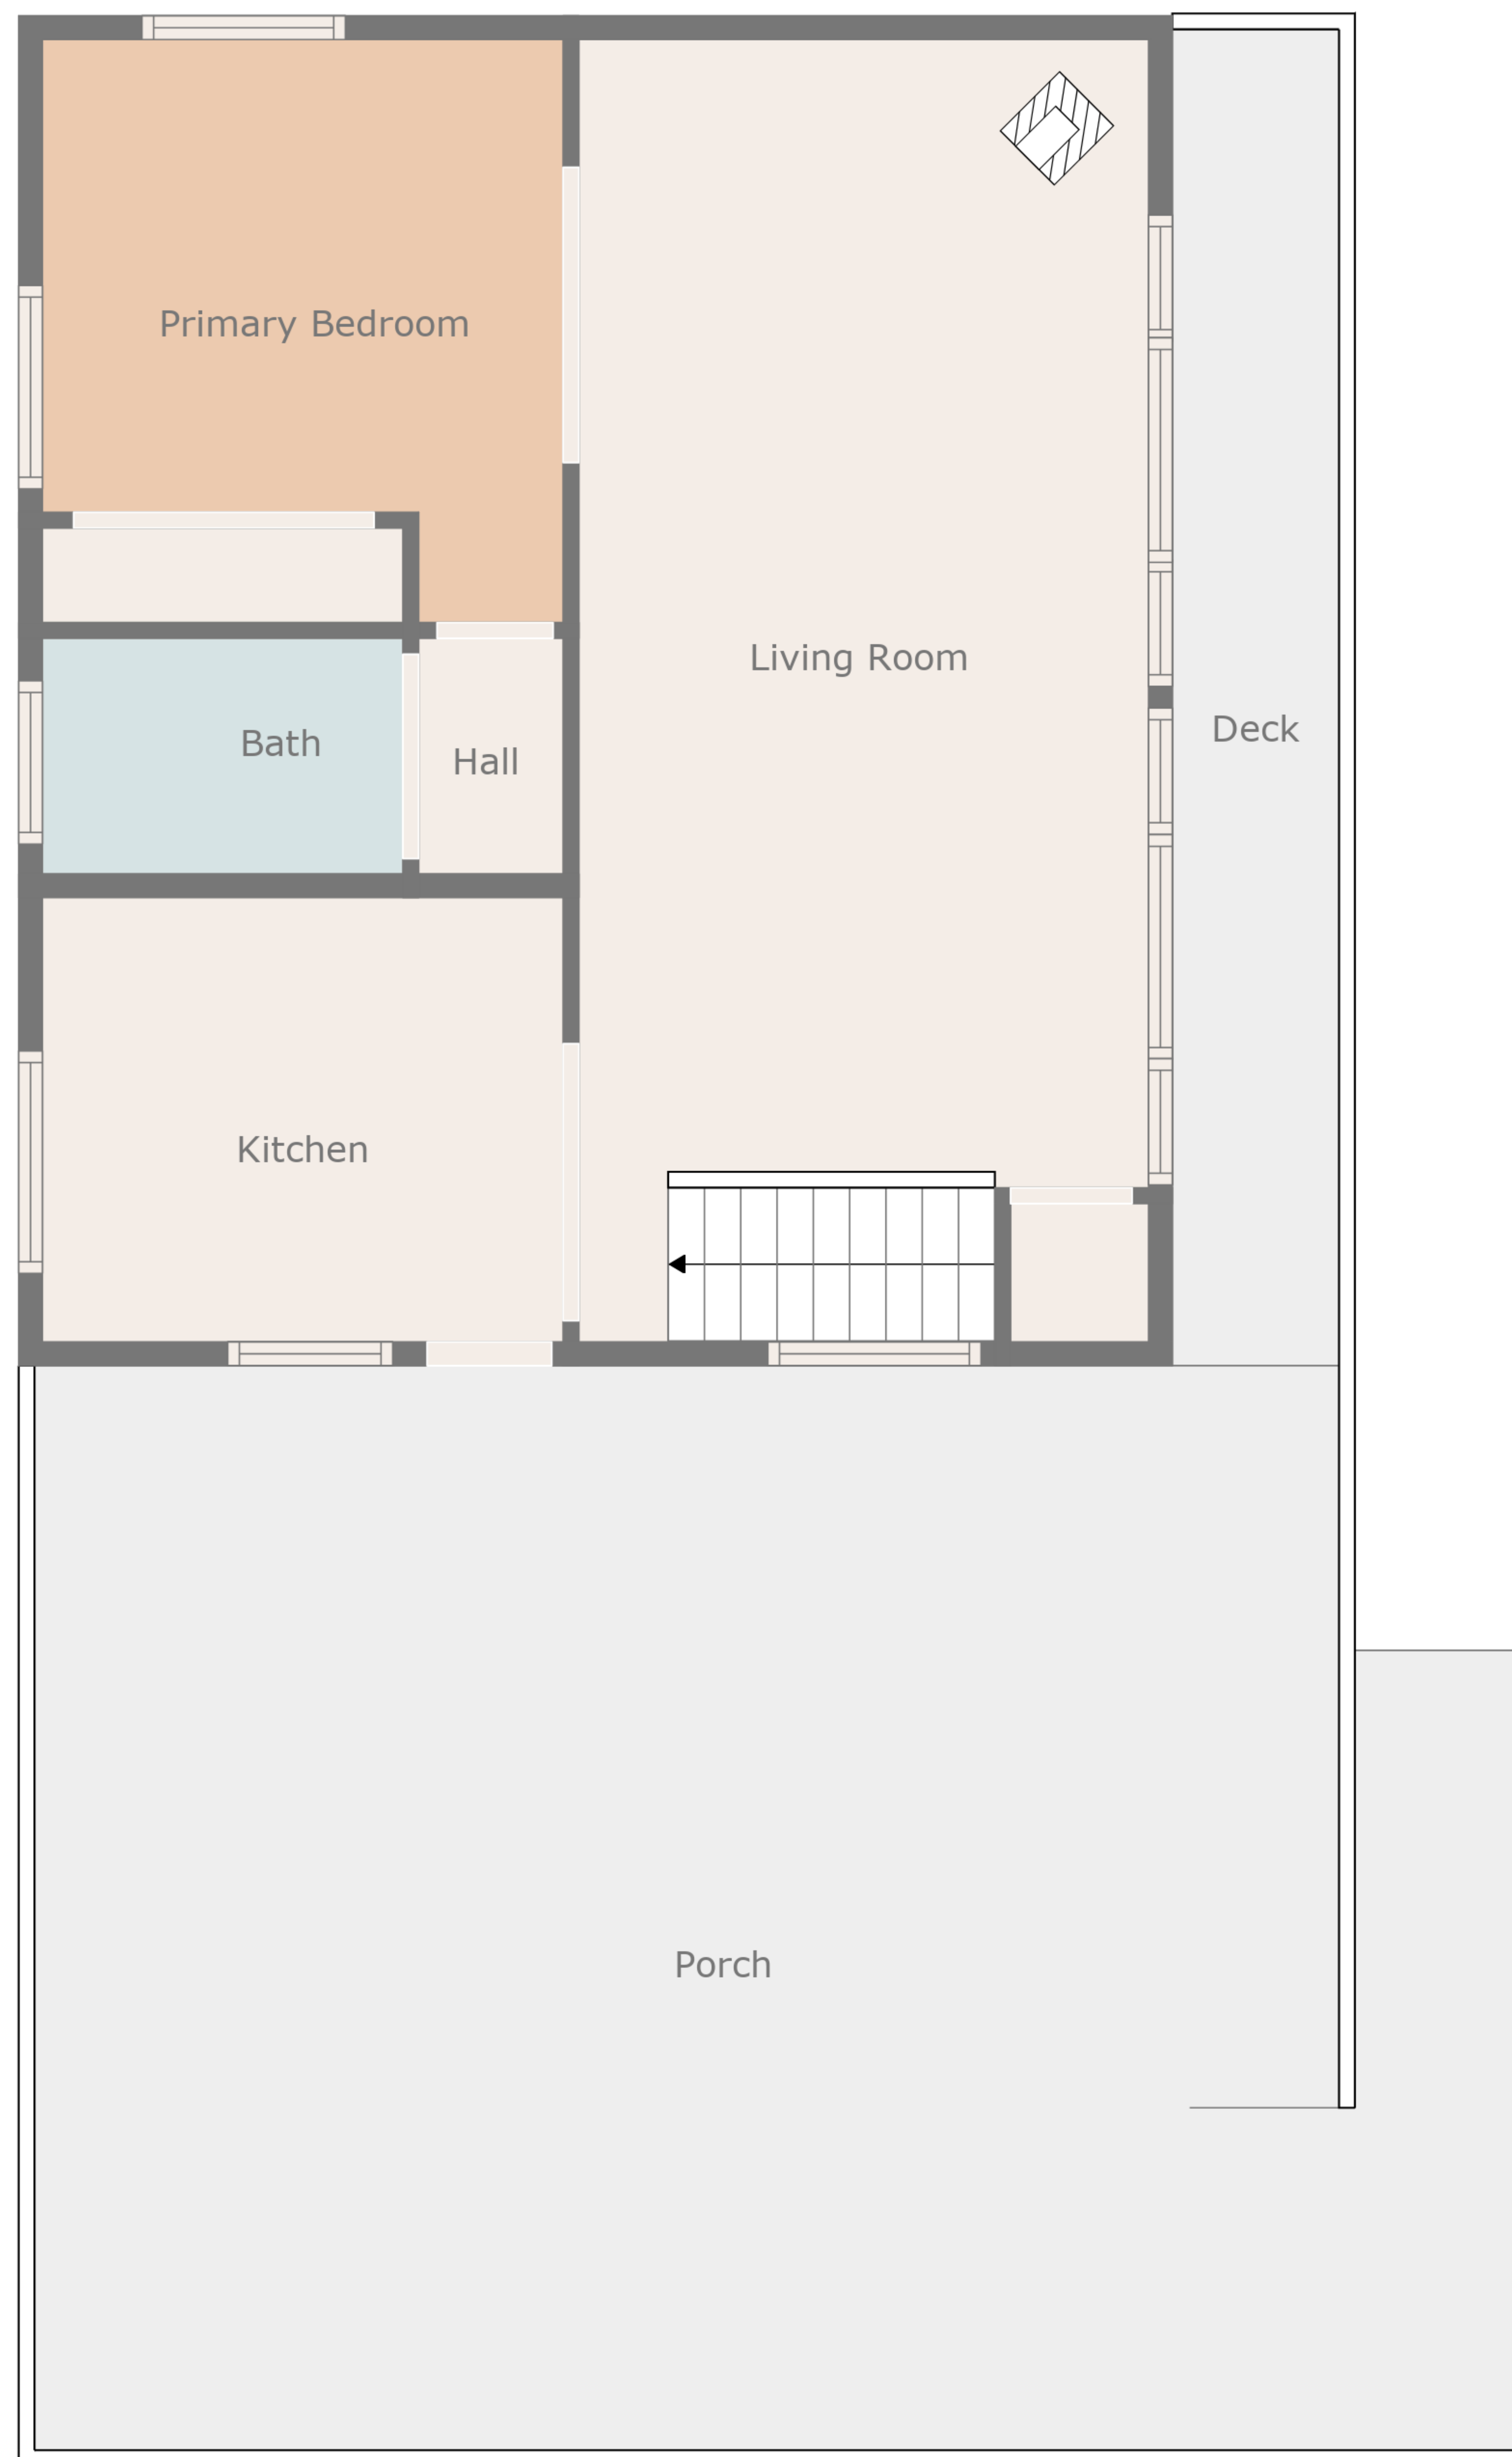 Primary Bedroom
Living Room
Deck
Bath
Hall
Kitchen
Porch